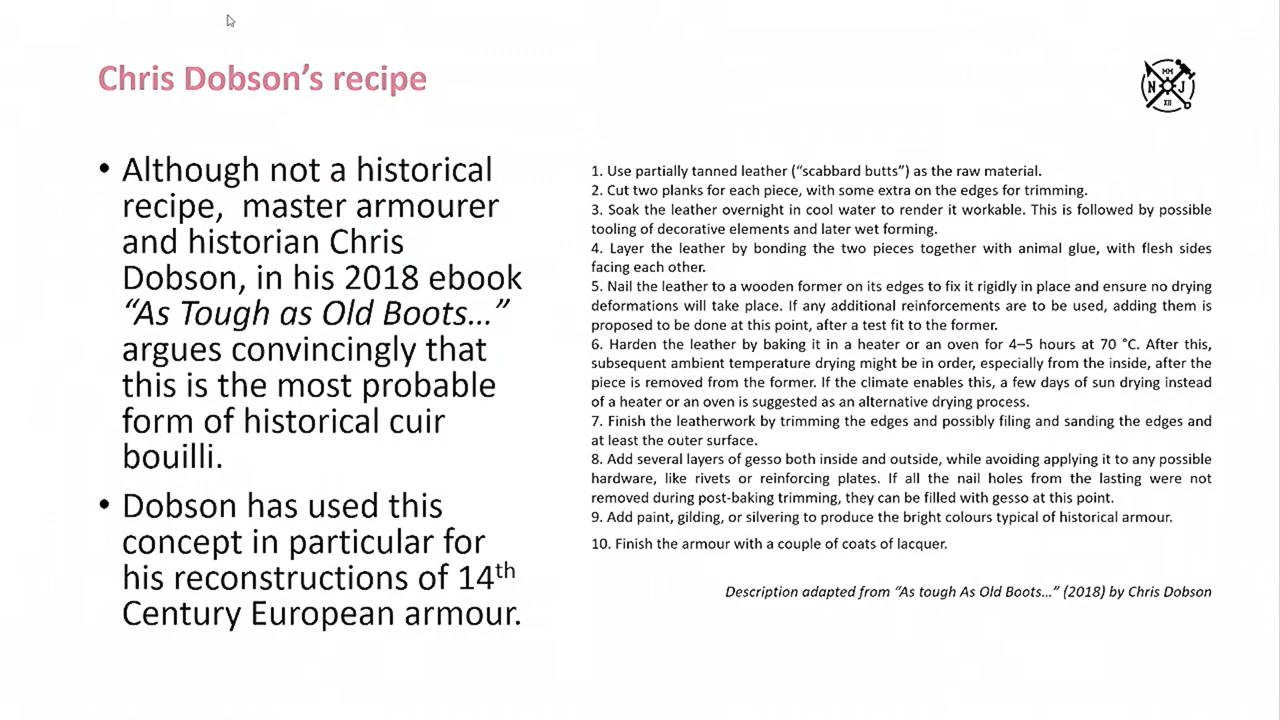 Chris Dobson's recipe
MM
N J
XII
• Although not a historical
recipe,  master armourer
and historian Chris
Dobson, in his 2018 ebook
“As Tough as Old Boots…”
argues convincingly that
this is the most probable
form of historical cuir
bouilli.
• Dobson has used this
concept in particular for
his reconstructions of 14th
Century European armour.
1. Use partially tanned leather (“scabbard butts”) as the raw material.
2. Cut two planks for each piece, with some extra on the edges for trimming.
3. Soak the leather overnight in cool water to render it workable. This is followed by possible
tooling of decorative elements and later wet forming.
4. Layer the leather by bonding the two pieces together with animal glue, with flesh sides
facing each other.
5. Nail the leather to a wooden former on its edges to fix it rigidly in place and ensure no drying
deformations will take place. If any additional reinforcements are to be used, adding them is
proposed to be done at this point, after a test fit to the former.
6. Harden the leather by baking it in a heater or an oven for 4–5 hours at 70 °C. After this,
subsequent ambient temperature drying might be in order, especially from the inside, after the
piece is removed from the former. If the climate enables this, a few days of sun drying instead
of a heater or an oven is suggested as an alternative drying process.
7. Finish the leatherwork by trimming the edges and possibly filing and sanding the edges and
at least the outer surface.
8. Add several layers of gesso both inside and outside, while avoiding applying it to any possible
hardware, like rivets or reinforcing plates. If all the nail holes from the lasting were not
removed during post-baking trimming, they can be filled with gesso at this point.
9. Add paint, gilding, or silvering to produce the bright colours typical of historical armour.
10. Finish the armour with a couple of coats of lacquer.
Description adapted from “As tough As Old Boots…” (2018) by Chris Dobson